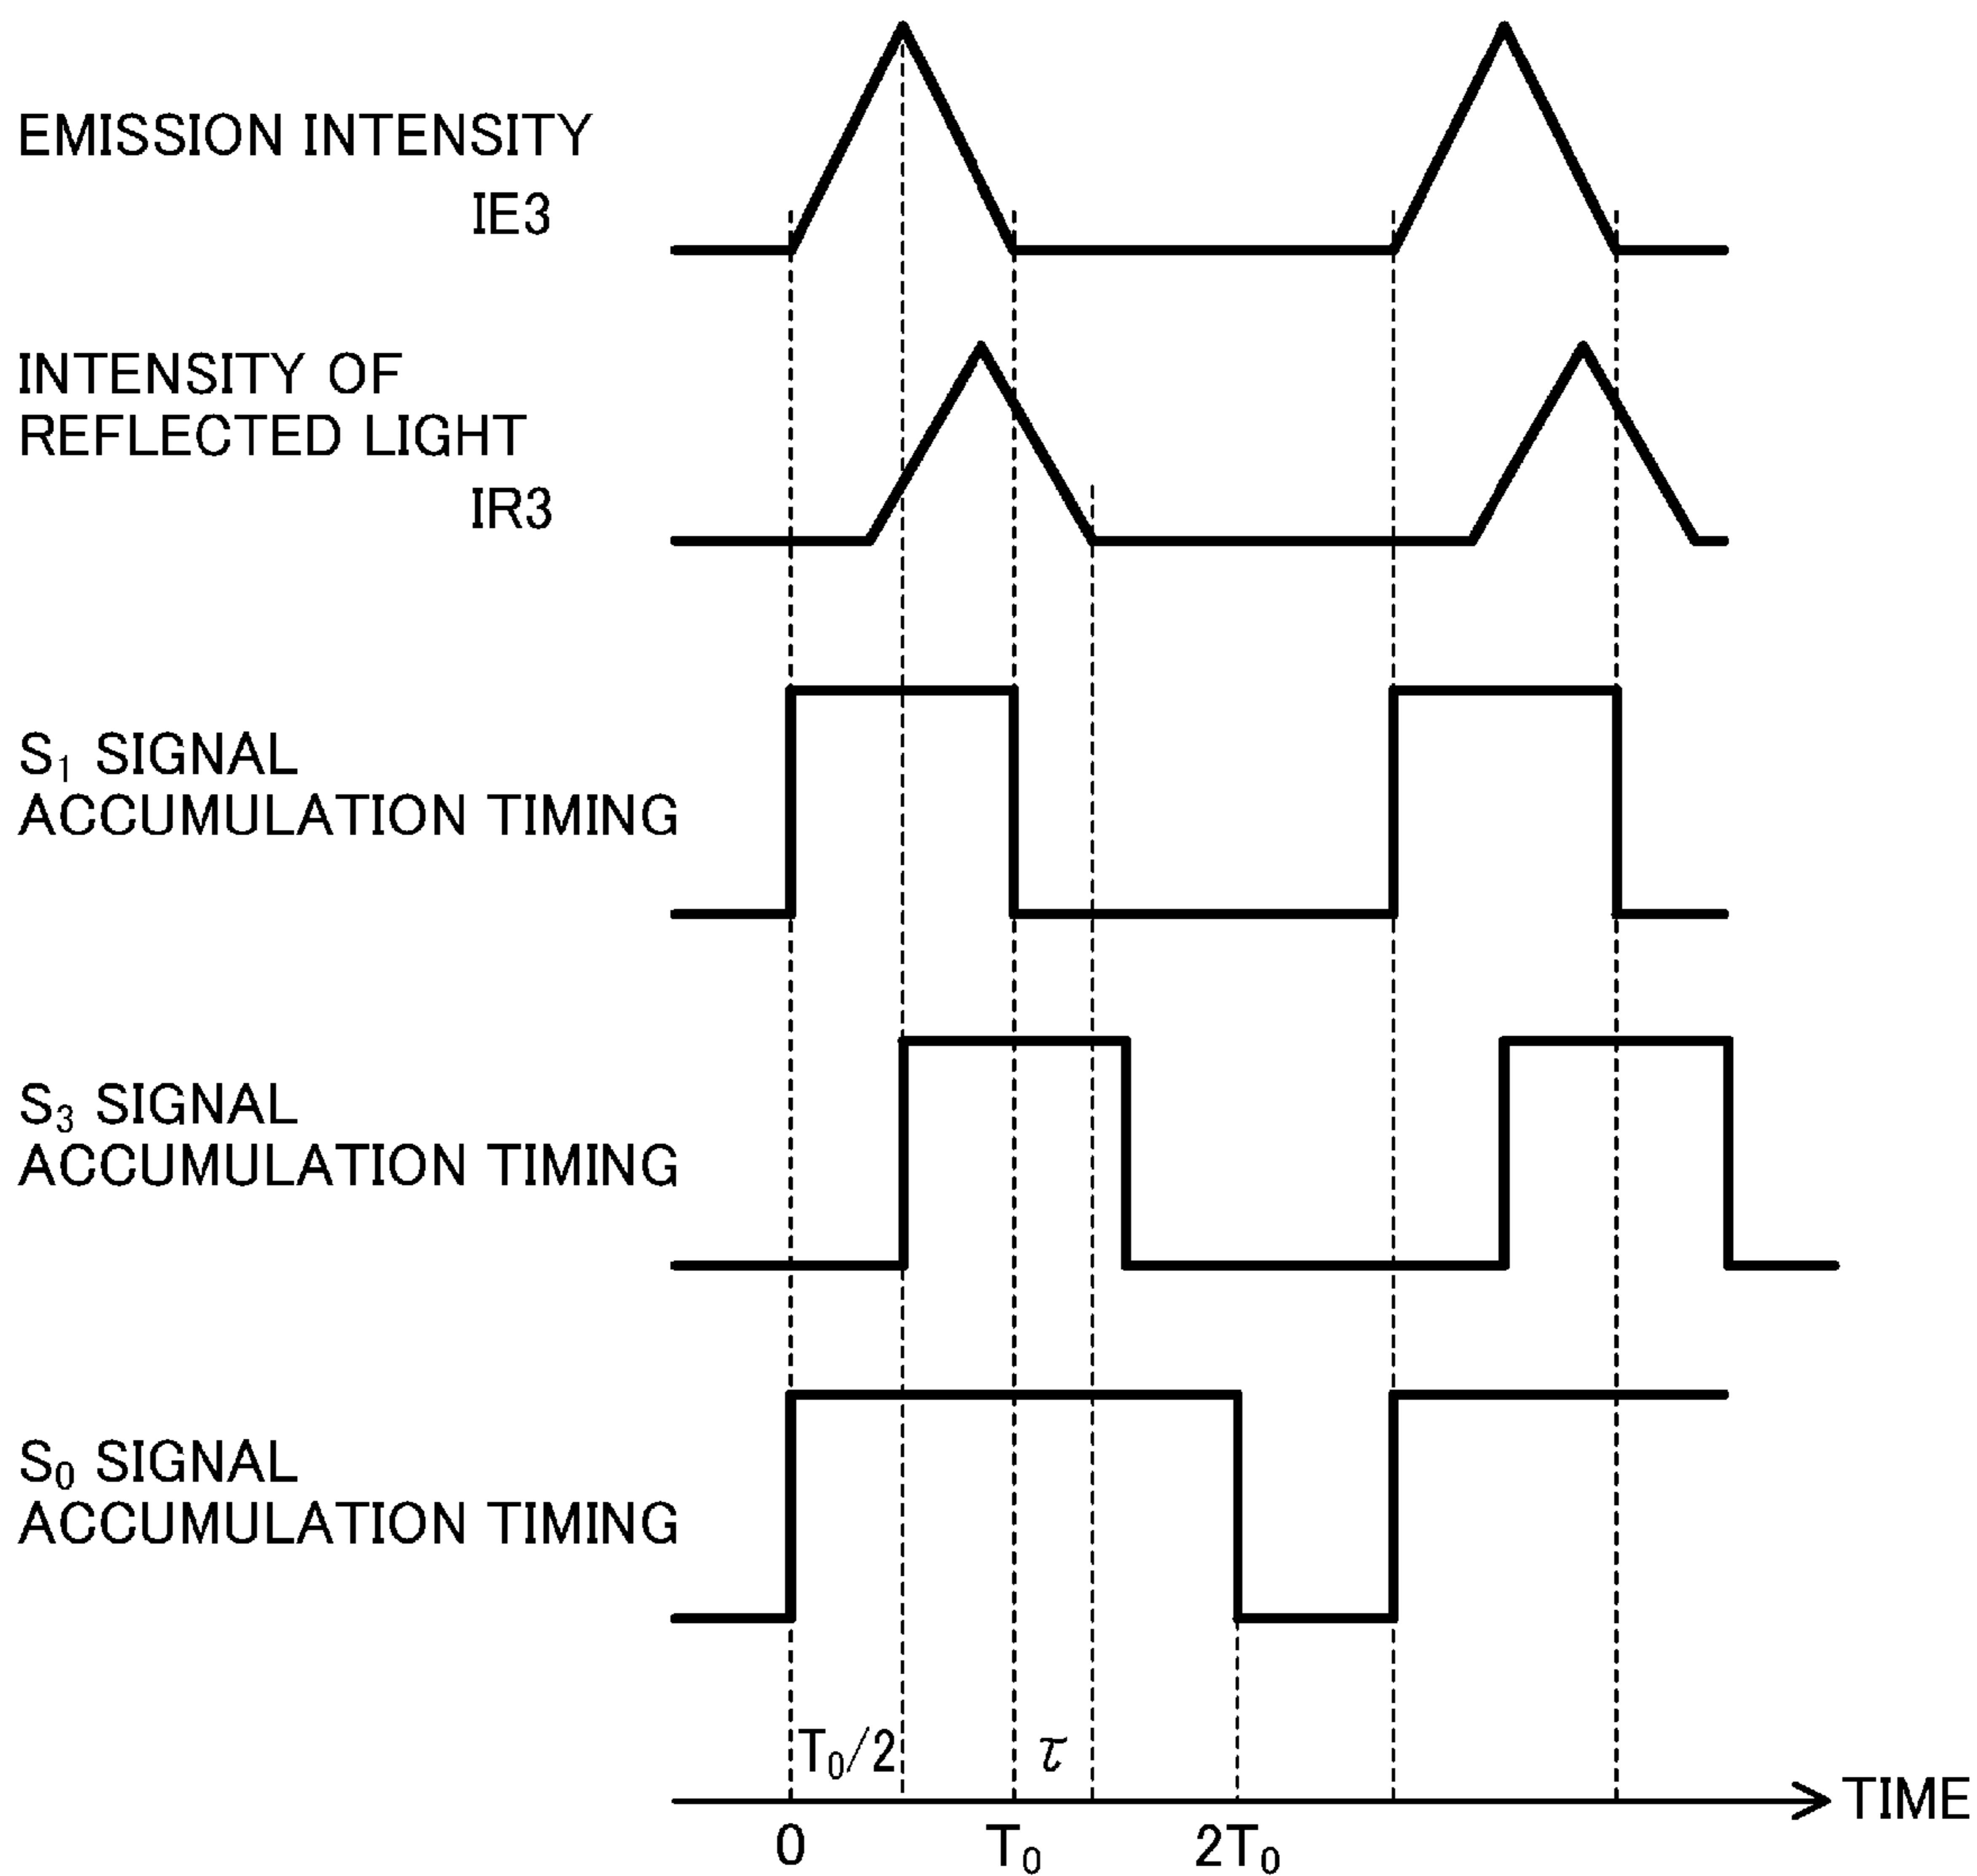 EMISSION INTENSITY
IE3
INTENSITY OF
REFLECTED LIGHT
IR3
S₁ SIGNAL
ACCUMULATION TIMING
S₃ SIGNAL
ACCUMULATION TIMING
S₀ SIGNAL
ACCUMULATION TIMING
T₀/2 τ
TIME
0 T₀ 2T₀